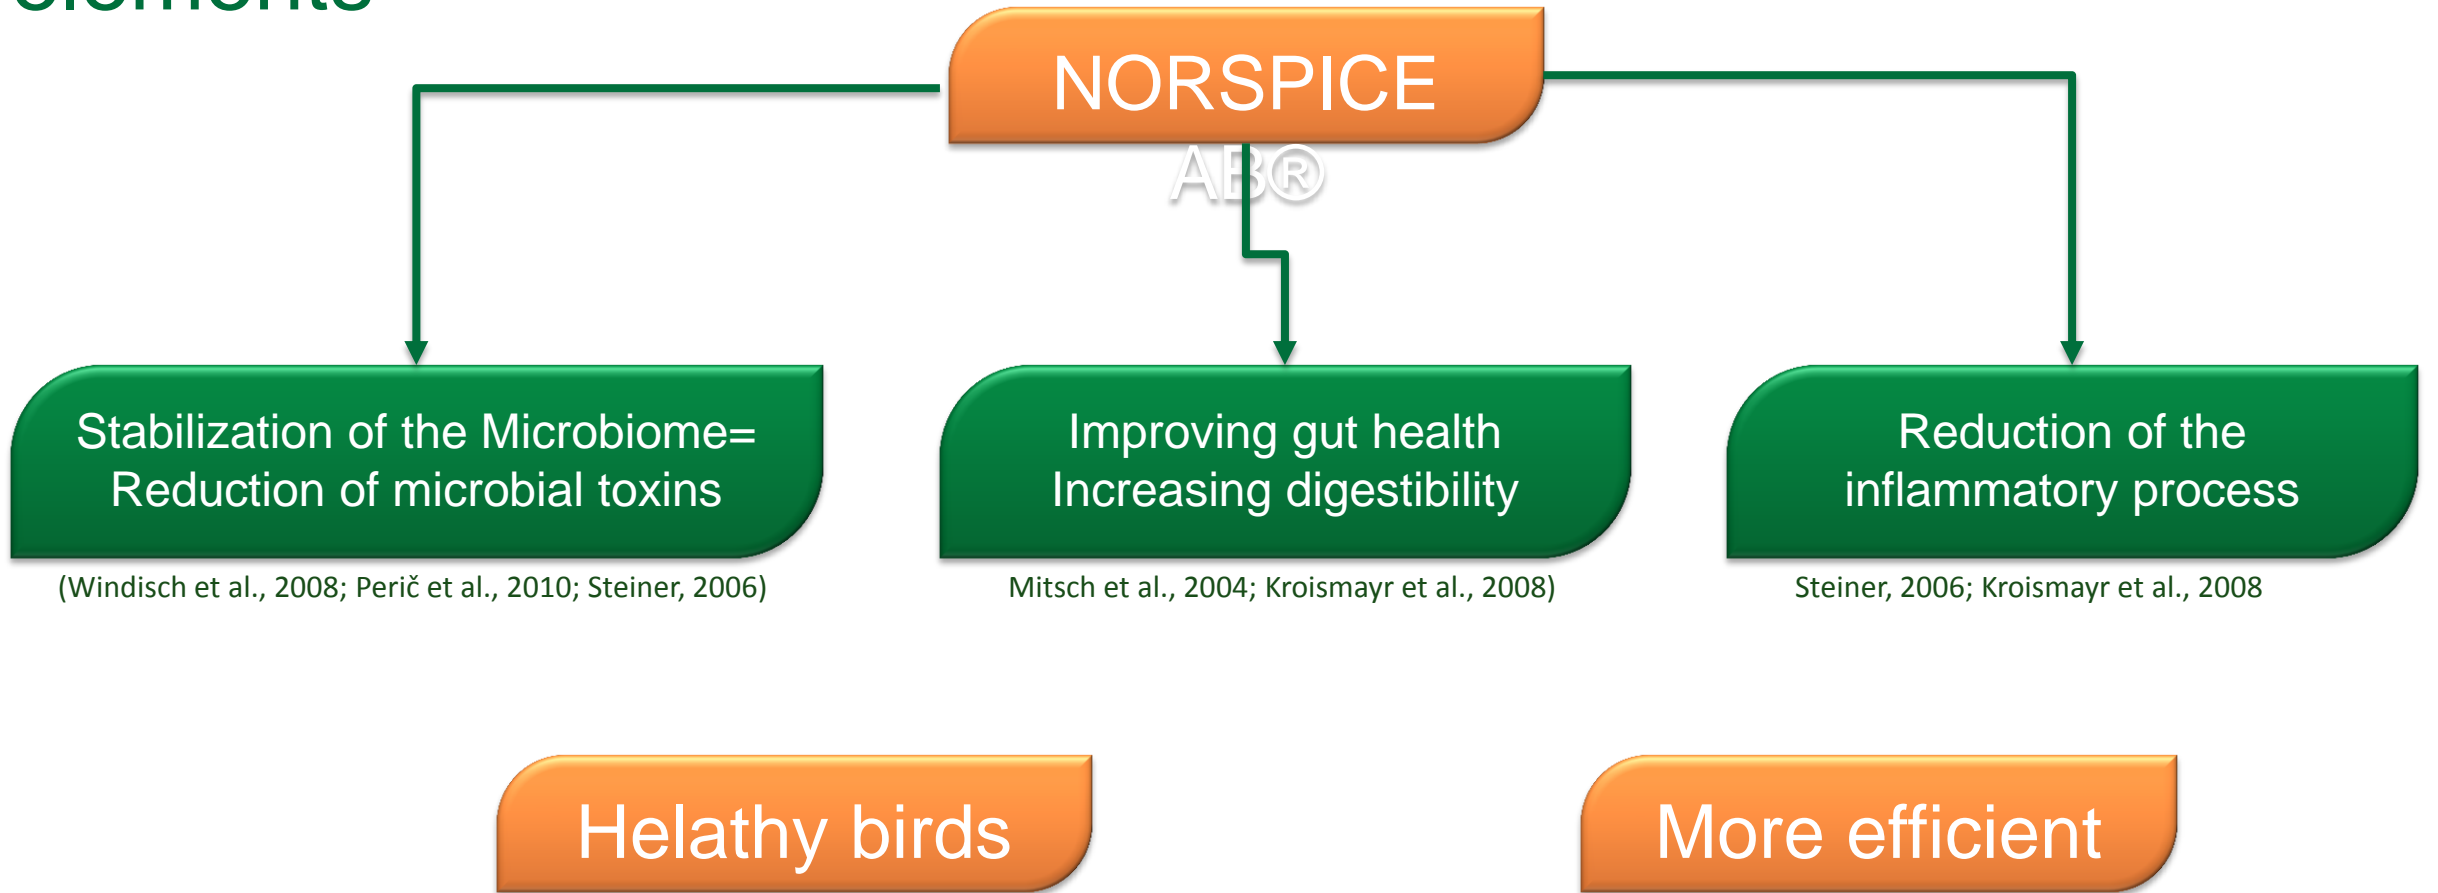 elements
NORSPICE
AB®
Stabilization of the Microbiome=
Reduction of microbial toxins
Improving gut health
Increasing digestibility
Reduction of the
inflammatory process
(Windisch et al., 2008; Perič et al., 2010; Steiner, 2006)
Mitsch et al., 2004; Kroismayr et al., 2008)
Steiner, 2006; Kroismayr et al., 2008
Helathy birds
More efficient